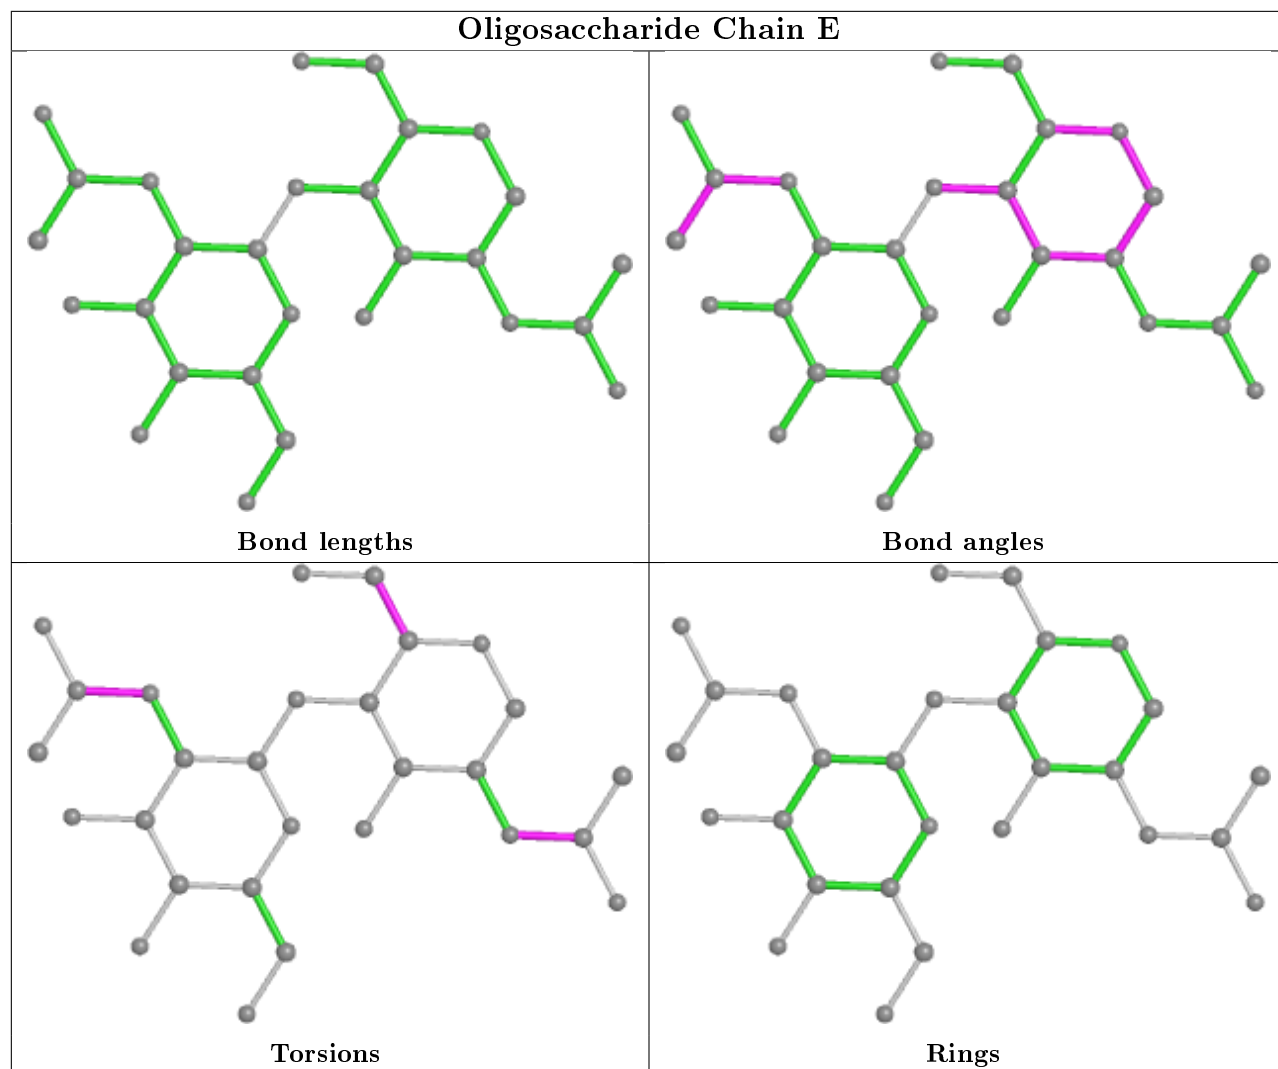 Oligosaccharide Chain E
Bond lengths
Bond angles
Torsions
Rings